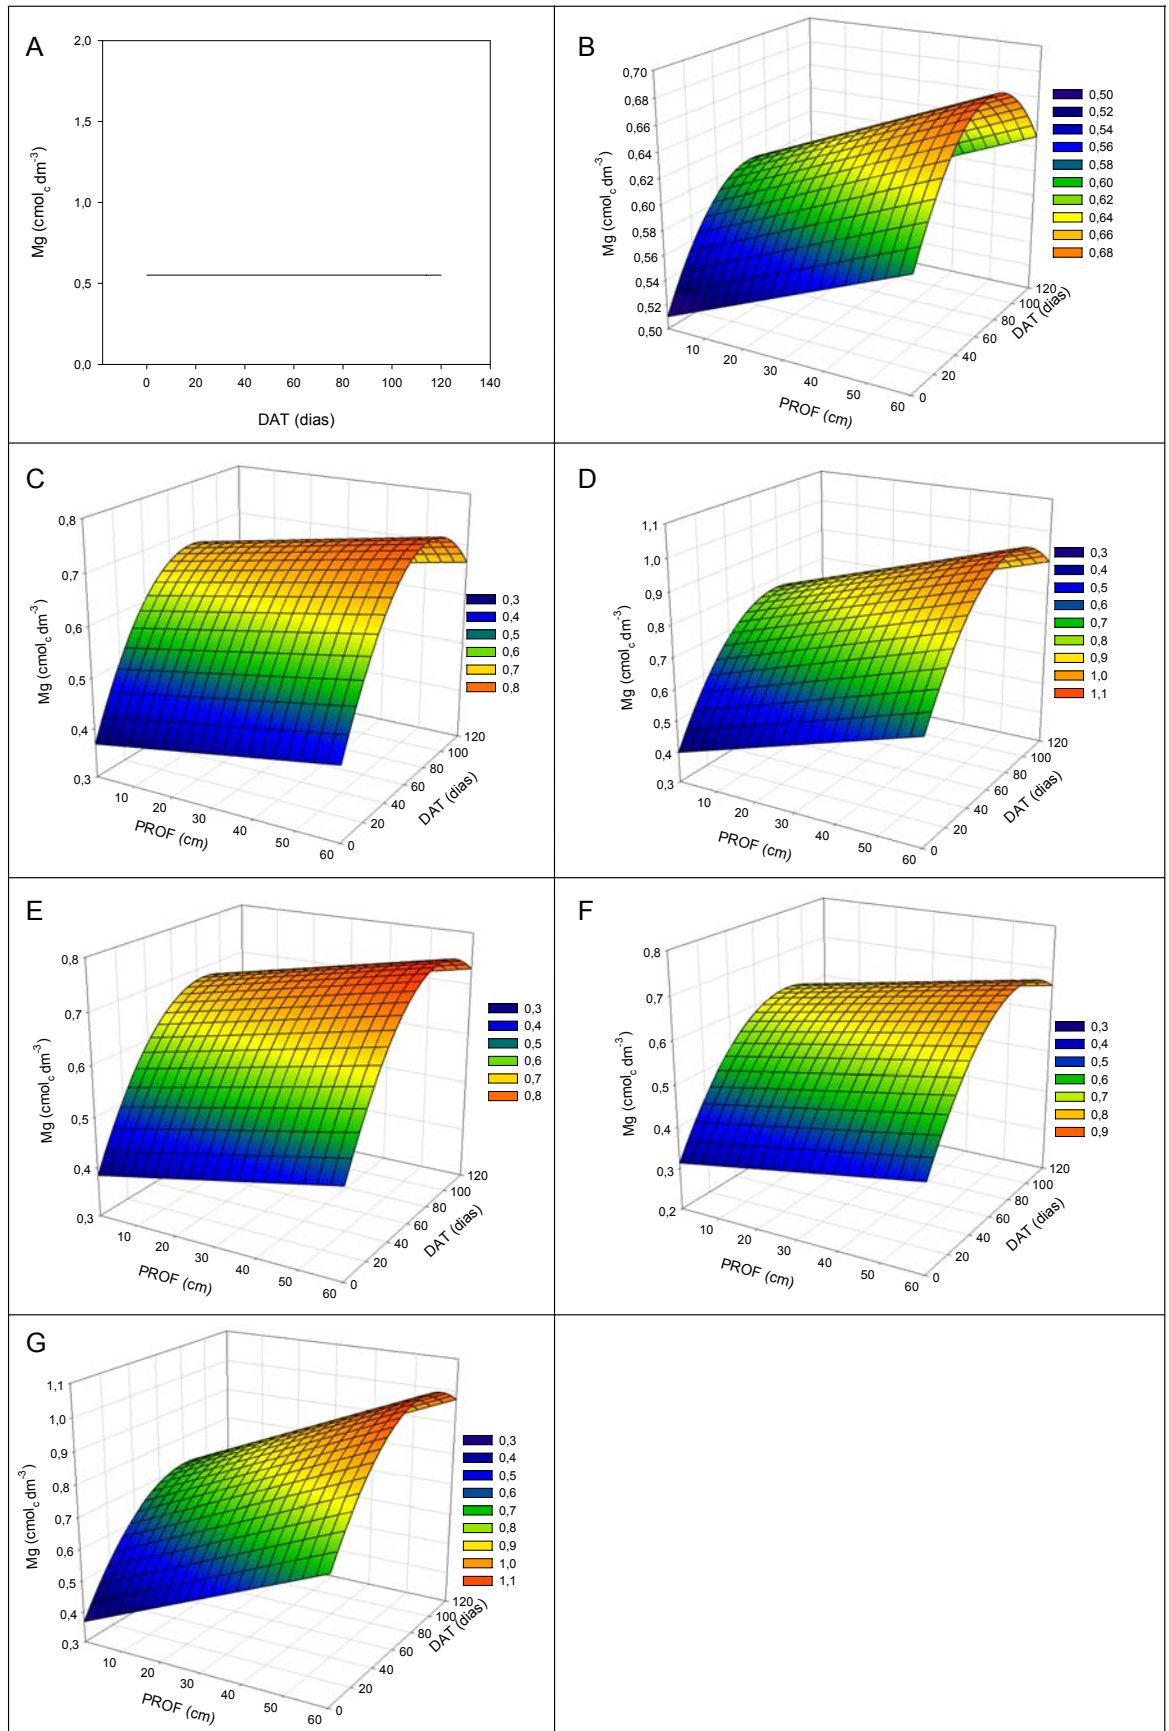 A
2,0
1,5
1,0
0,5
0,0
Mg (cmolc dm-3)
0 20 40 60 80 100 120 140
DAT (dias)
B
0,70
0,68
0,66
0,64
0,62
0,60
0,58
0,56
0,54
0,52
0,50
Mg (cmolc dm-3)
10 20 30 40 50 60
PROF (cm)
0 20 40 60 80 100 120
DAT (dias)
0,50
0,52
0,54
0,56
0,58
0,60
0,62
0,64
0,66
0,68
C
0,8
0,7
0,6
0,5
0,4
0,3
Mg (cmolc dm-3)
10 20 30 40 50 60
PROF (cm)
0 20 40 60 80 100 120
DAT (dias)
0,3
0,4
0,5
0,6
0,7
0,8
D
1,1
1,0
0,9
0,8
0,7
0,6
0,5
0,4
0,3
Mg (cmolc dm-3)
10 20 30 40 50 60
PROF (cm)
0 20 40 60 80 100 120
DAT (dias)
0,3
0,4
0,5
0,6
0,7
0,8
0,9
1,0
1,1
E
0,8
0,7
0,6
0,5
0,4
0,3
Mg (cmolc dm-3)
10 20 30 40 50 60
PROF (cm)
0 20 40 60 80 100 120
DAT (dias)
0,3
0,4
0,5
0,6
0,7
0,8
F
0,8
0,7
0,6
0,5
0,4
0,3
0,2
Mg (cmolc dm-3)
10 20 30 40 50 60
PROF (cm)
0 20 40 60 80 100 120
DAT (dias)
0,3
0,4
0,5
0,6
0,7
0,8
0,9
G
1,1
1,0
0,9
0,8
0,7
0,6
0,5
0,4
0,3
Mg (cmolc dm-3)
10 20 30 40 50 60
PROF (cm)
0 20 40 60 80 100 120
DAT (dias)
0,3
0,4
0,5
0,6
0,7
0,8
0,9
1,0
1,1